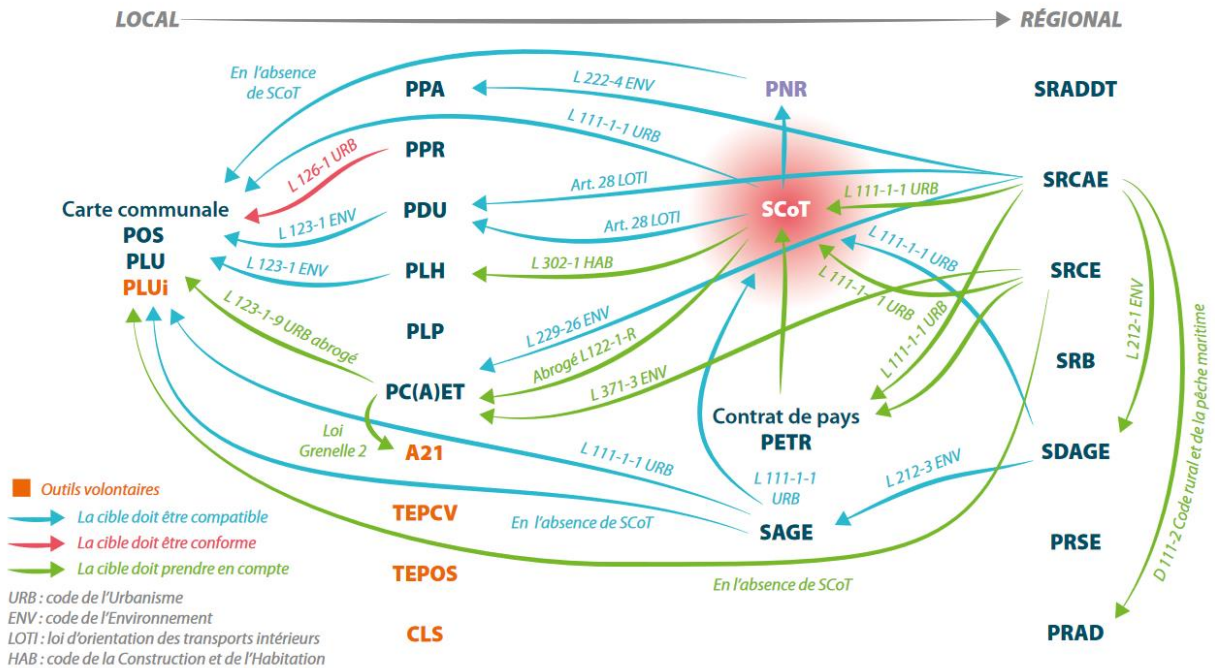 LOCAL
RÉGIONAL
En l'absence
de SCoT
PPA
L 222-4 ENV
PNR
SRADDT
L 111-1-1 URB
PPR
L 126-1 URB
Art. 28 LOTI
L 111-1-1 URB
SRCAE
Carte communale
POS
PLU
PLUi
PDU
L 123-1 ENV
Art. 28 LOTI
SCoT
L 111-1-1 URB
L 123-1 ENV
PLH
L 302-1 HAB
L 111-1-1 URB
SRCE
L 212-1 ENV
L 123-1-9 URB abrogé
PLP
L 229-26 ENV
Abrogé L122-1-R
L 111-1-1 URB
SRB
PC(A)ET
L 371-3 ENV
Contrat de pays
PETR
D 111-2 Code rural et de la pêche maritime
Loi
Grenelle 2
A21
L 111-1-1 URB
L 111-1-1
URB
L 212-3 ENV
SDAGE
Outils volontaires
La cible doit être compatible
La cible doit être conforme
La cible doit prendre en compte
TEPCV
En l'absence de SCoT
SAGE
PRSE
TEPOS
En l'absence de SCoT
URB : code de l'Urbanisme
ENV : code de l'Environnement
LOTI : loi d'orientation des transports intérieurs
HAB : code de la Construction et de l'Habitation
CLS
PRAD